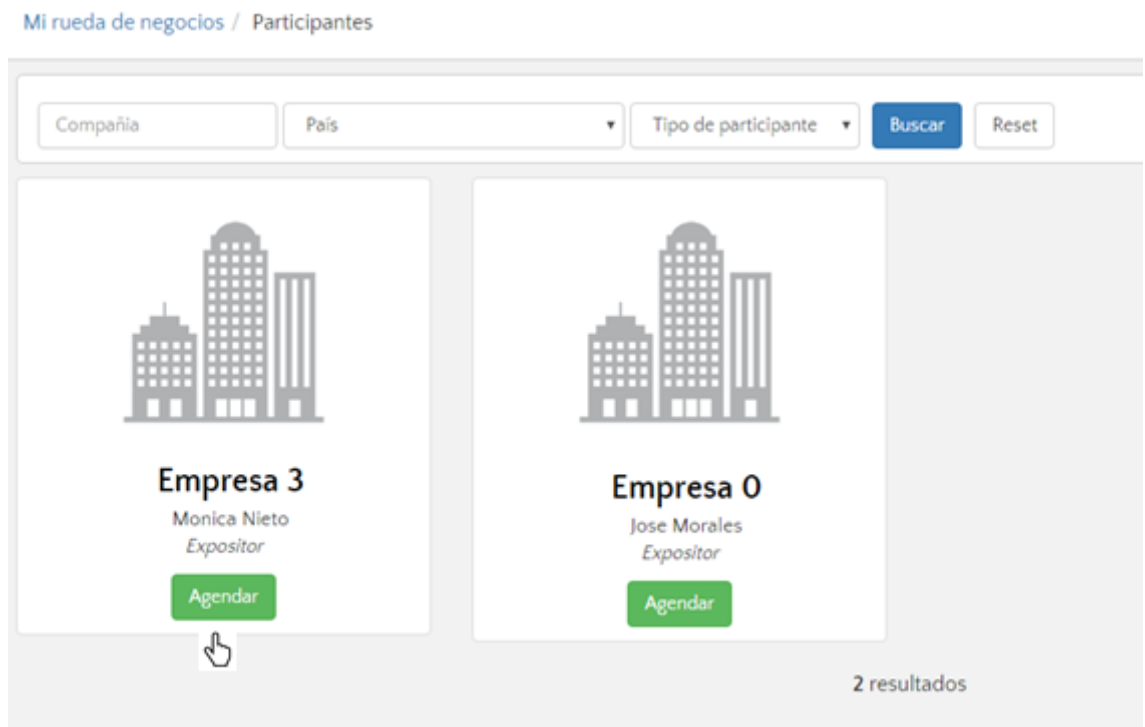 Mi rueda de negocios / Participantes
Compañia País Tipo de participante Buscar Reset
Empresa 3
Monica Nieto
Expositor
Agendar
Empresa 0
Jose Morales
Expositor
Agendar
2 resultados